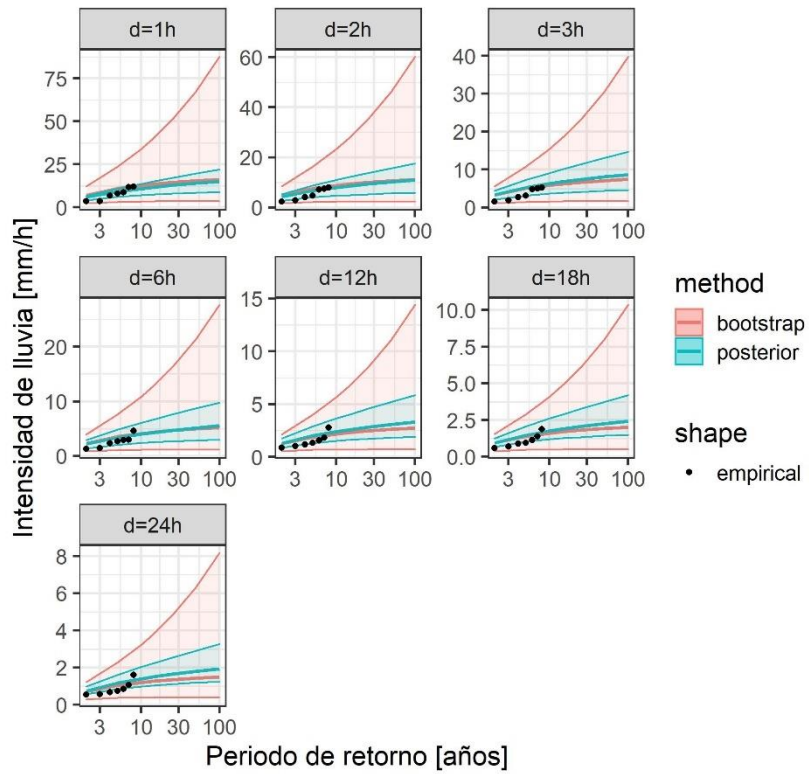 d=1h
d=2h
d=3h
75
50
25
0
60
40
20
0
40
30
20
10
0
3 10 30 100
3 10 30 100
3 10 30 100
d=6h
d=12h
d=18h
20
10
0
15
10
5
0
10.0
7.5
5.0
2.5
0.0
3 10 30 100
3 10 30 100
3 10 30 100
d=24h
8
6
4
2
0
3 10 30 100
Intensidad de lluvia [mm/h]
Periodo de retorno [años]
method
bootstrap
posterior
shape
empirical